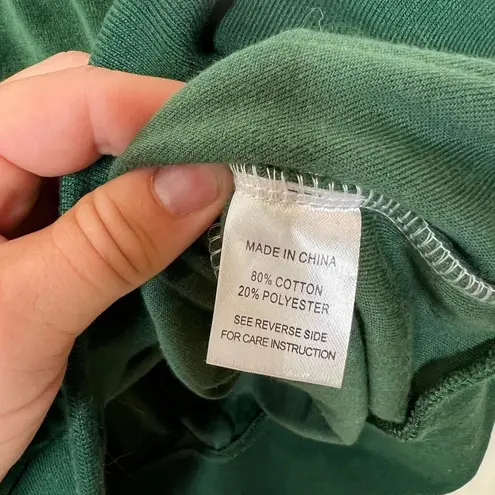 MADE IN CHINA
80% COTTON
20% POLYESTER
SEE REVERSE SIDE
FOR CARE INSTRUCTION